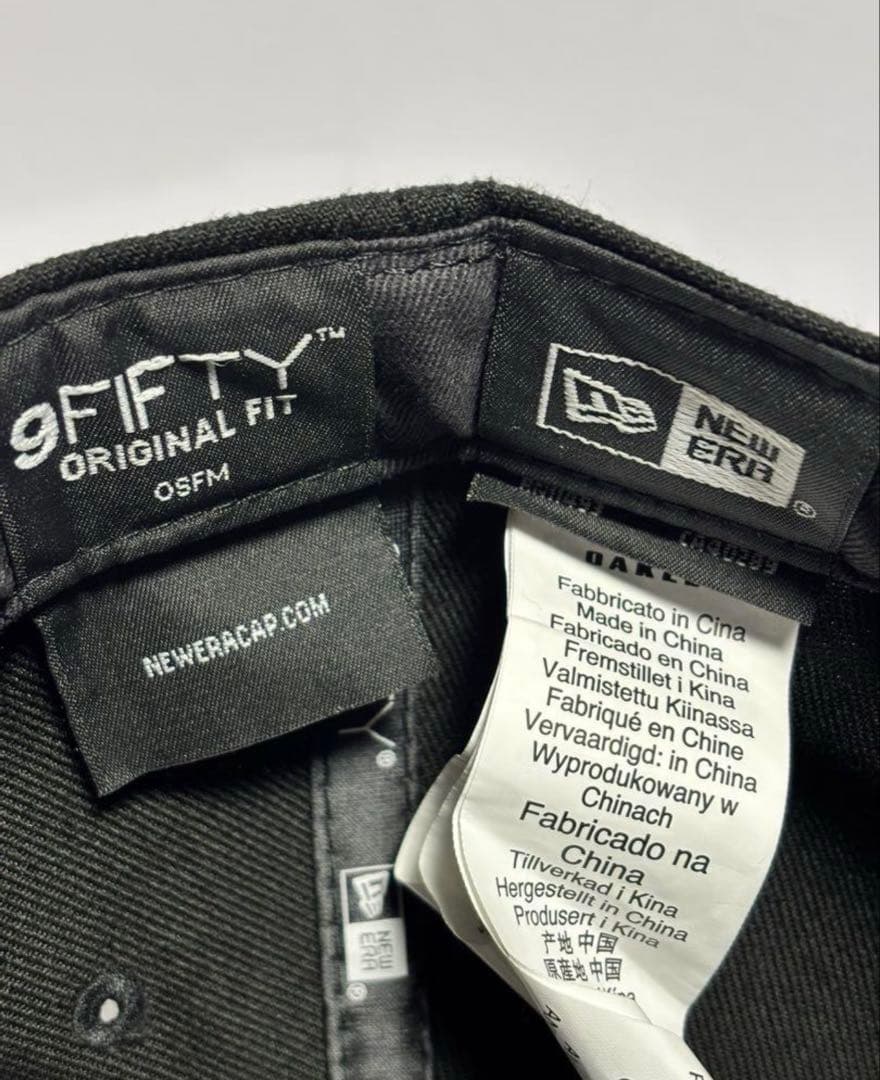 9FIFTY™
ORIGINAL FIT
OSFM
NEWERACAP.COM
NEW
ERA
®
Fabbricato in Cina
Made in China
Fabricado en China
Fremstillet i Kina
Valmistettu Kiinassa
Fabriqué en Chine
Vervaardigd: in China
Wyprodukowany w
Chinach
Fabricado na
China
Tillverkad i Kina
Hergestellt in China
Produsert i Kina
产地 中国
原産地 中国
Y
®
NEW
ERA